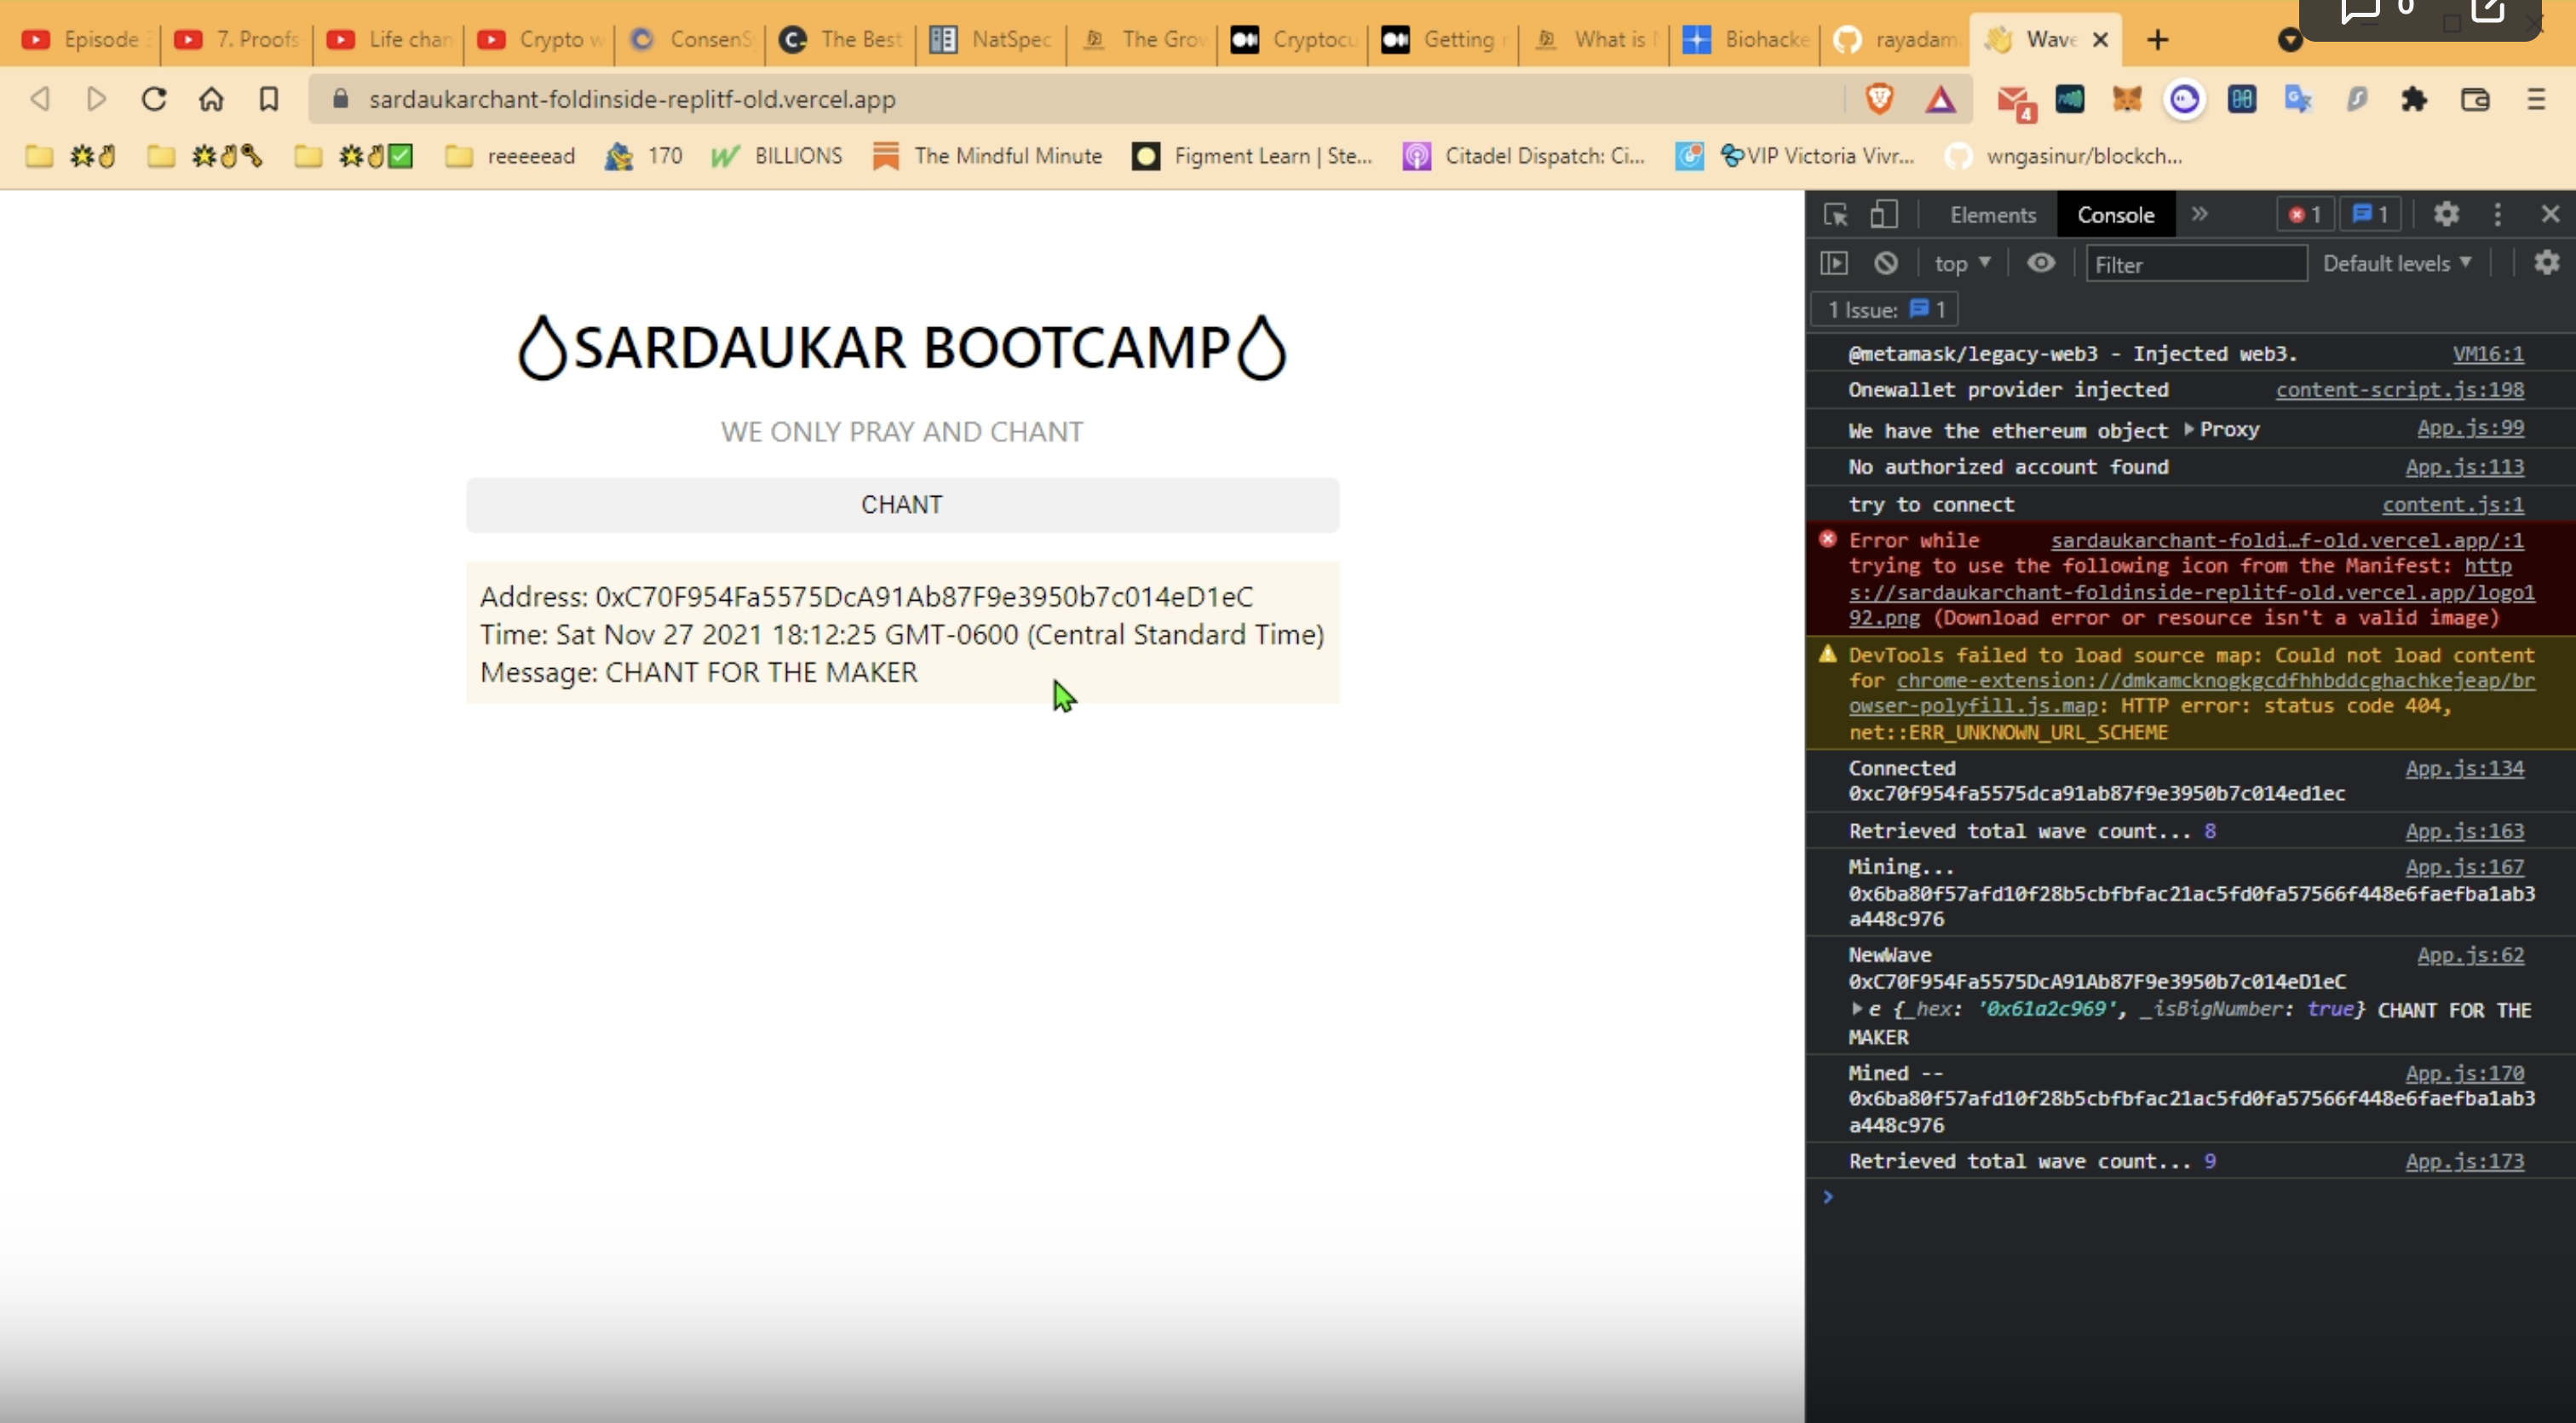 Episode
7. Proofs
Life chan
Crypto w
ConsenS
The Best
NatSpec
The Grov
Cryptocu
Getting
What is
Biohacke
rayadam
Wave
0
sardaukarchant-foldinside-replitf-old.vercel.app
4
reeeeead
170
BILLIONS
The Mindful Minute
Figment Learn | Ste...
Citadel Dispatch: Ci...
VIP Victoria Vivr...
wngasinur/blockch...
SARDAUKAR BOOTCAMP
WE ONLY PRAY AND CHANT
CHANT
Address: 0xC70F954Fa5575DcA91Ab87F9e3950b7c014eD1eC
Time: Sat Nov 27 2021 18:12:25 GMT-0600 (Central Standard Time)
Message: CHANT FOR THE MAKER
Elements Console » 1 1
top Filter Default levels
1 Issue: 1
@metamask/legacy-web3 - Injected web3. VM16:1
Onewallet provider injected content-script.js:198
We have the ethereum object Proxy App.js:99
No authorized account found App.js:113
try to connect content.js:1
Error while sardaukarchant-foldi…f-old.vercel.app/:1
trying to use the following icon from the Manifest: http
s://sardaukarchant-foldinside-replitf-old.vercel.app/logo1
92.png (Download error or resource isn't a valid image)
DevTools failed to load source map: Could not load content
for chrome-extension://dmkamcknogkgcdfhhbddcghachkejeap/br
owser-polyfill.js.map: HTTP error: status code 404,
net::ERR_UNKNOWN_URL_SCHEME
Connected App.js:134
0xc70f954fa5575dca91ab87f9e3950b7c014ed1ec
Retrieved total wave count... 8 App.js:163
Mining... App.js:167
0x6ba80f57afd10f28b5cbfbfac21ac5fd0fa57566f448e6faefba1ab3
a448c976
NewWave App.js:62
0xC70F954Fa5575DcA91Ab87F9e3950b7c014eD1eC
e {_hex: '0x61a2c969', _isBigNumber: true} CHANT FOR THE
MAKER
Mined -- App.js:170
0x6ba80f57afd10f28b5cbfbfac21ac5fd0fa57566f448e6faefba1ab3
a448c976
Retrieved total wave count... 9 App.js:173